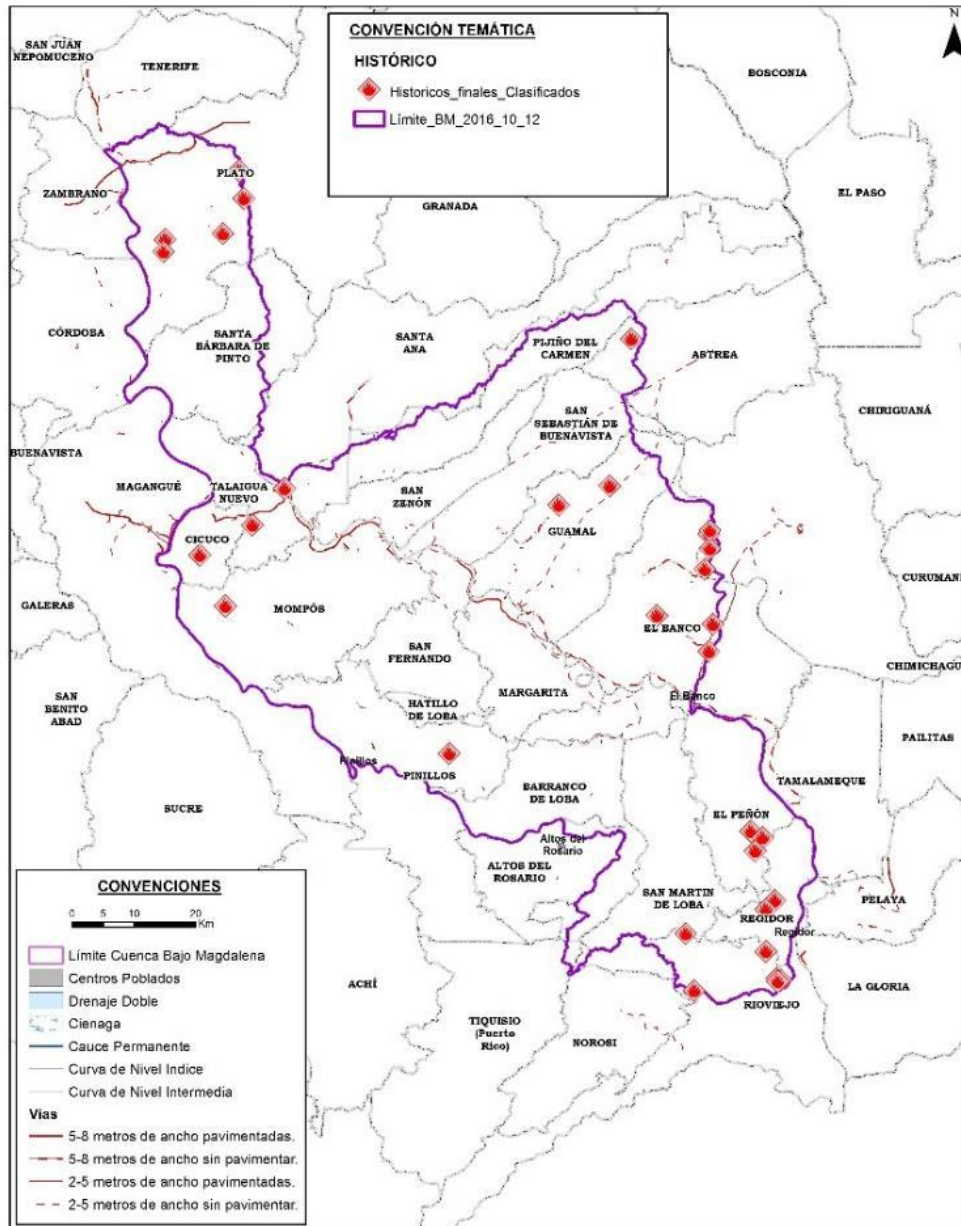 CONVENCIÓN TEMÁTICA
HISTÓRICO
Historicos_finales_Clasificados
Límite_BM_2016_10_12
N
SAN JUAN
NEPOMUCENO
TENERIFE
BOSCONIA
ZAMBRANO
PLATO
EL PASO
GRANADA
CÓRDOBA
SANTA
BÁRBARA DE
PINTO
SANTA
ANA
PIJIÑO DEL
CARMEN
ASTREA
CHIRIGUANÁ
SAN
SEBASTIÁN DE
BUENAVISTA
BUENAVISTA
MAGANGUÉ
TALAIGUA
NUEVO
SAN
ZENÓN
GUAMAL
CICUCO
CURUMANÍ
GALERAS
MOMPÓS
EL BANCO
SAN
FERNANDO
CHIMICHAGUA
SAN
BENITO
ABAD
MARGARITA
El Banco
HATILLO
DE LOBA
PAILITAS
Pinillos
PINILLOS
TAMALAMEQUE
BARRANCO
DE LOBA
SUCRE
EL PEÑÓN
Altos del
Rosario
ALTOS DEL
ROSARIO
SAN MARTIN
DE LOBA
PELAYA
REGIDOR
Regidor
ACHÍ
LA GLORIA
RIOVIEJO
TIQUISIO
(Puerto
Rico)
NOROSI
CONVENCIONES
0 5 10 20
Km
Límite Cuenca Bajo Magdalena
Centros Poblados
Drenaje Doble
Cienaga
Cauce Permanente
Curva de Nivel Indice
Curva de Nivel Intermedia
Vias
5-8 metros de ancho pavimentadas.
5-8 metros de ancho sin pavimentar.
2-5 metros de ancho pavimentadas.
2-5 metros de ancho sin pavimentar.